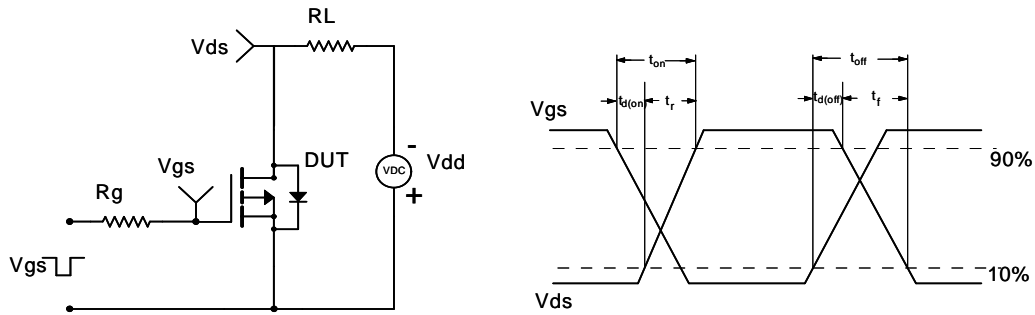 RL
Vds
DUT
Vgs
Rg
VDC
-
+
Vdd
Vgs
ton
toff
td(on)
tr
td(off)
tf
Vgs
90%
10%
Vds